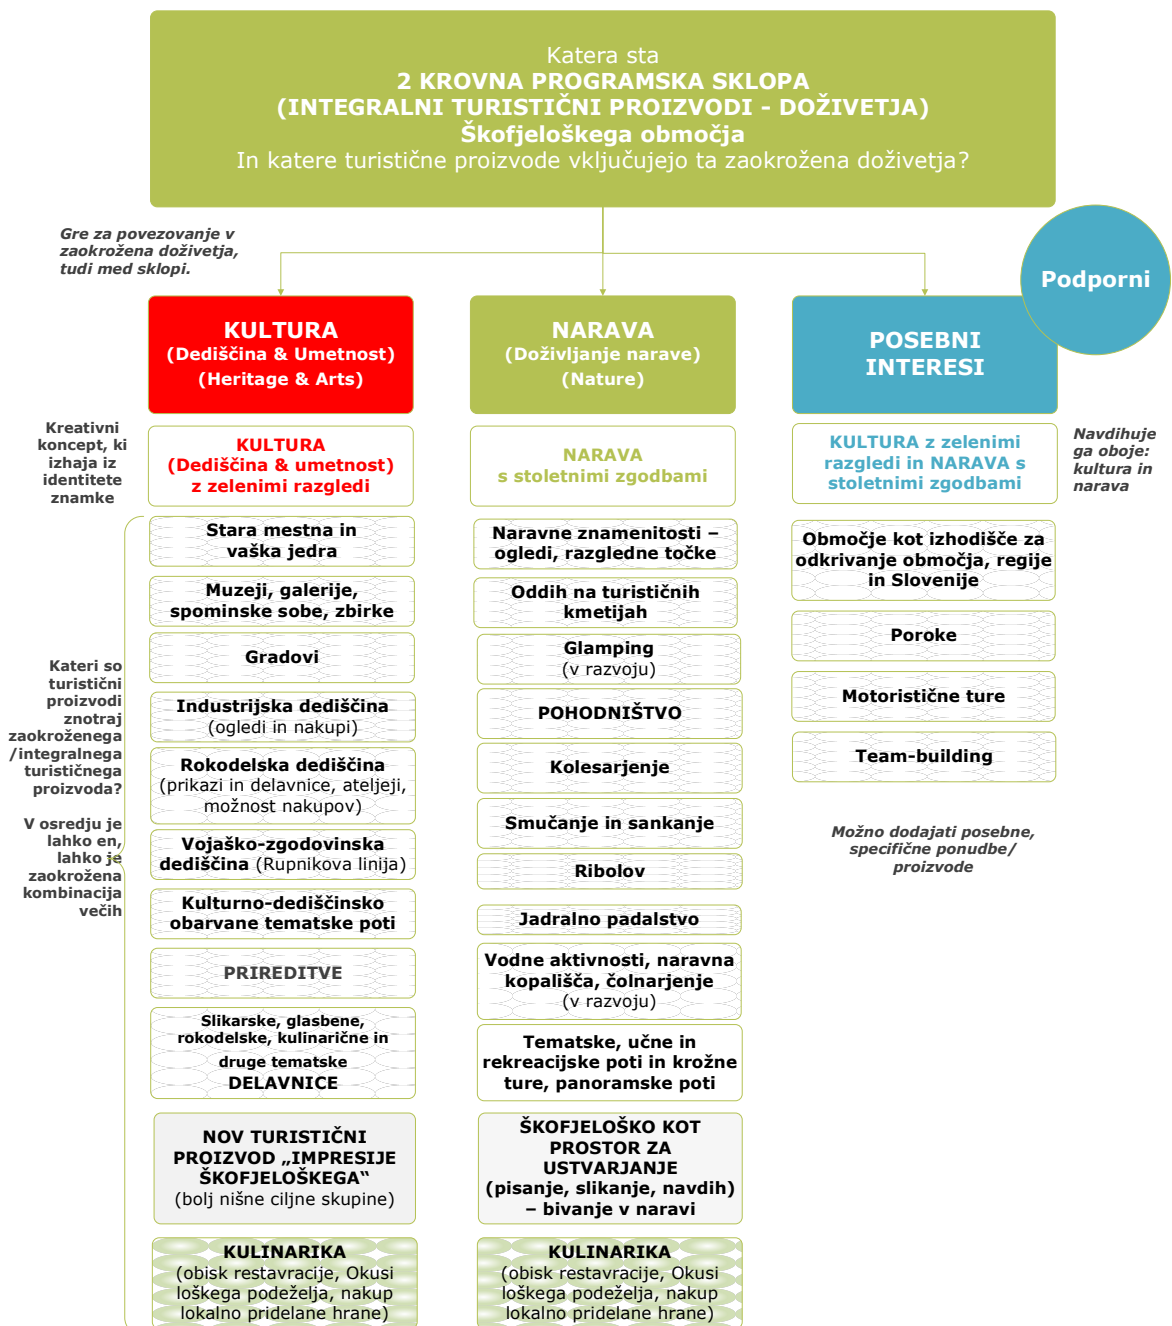 Katera sta
2 KROVNA PROGRAMSKA SKLOPA
(INTEGRALNI TURISTIČNI PROIZVODI - DOŽIVETJA)
Škofjeloškega območja
In katere turistične proizvode vključujejo ta zaokrožena doživetja?
Gre za povezovanje v
zaokrožena doživetja,
tudi med sklopi.
Podporni
KULTURA
(Dediščina & Umetnost)
(Heritage & Arts)
NARAVA
(Doživljanje narave)
(Nature)
POSEBNI
INTERESI
Kreativni
koncept, ki
izhaja iz
identitete
znamke
KULTURA
(Dediščina & umetnost)
z zelenimi razgledi
NARAVA
s stoletnimi zgodbami
KULTURA z zelenimi
razgledi in NARAVA s
stoletnimi zgodbami
Navdihuje
ga oboje:
kultura in
narava
Kateri so
turistični
proizvodi
znotraj
zaokroženega
/integralnega
turističnega
proizvoda?
V osredju je
lahko en,
lahko je
zaokrožena
kombinacija
večih
Stara mestna in
vaška jedra
Muzeji, galerije,
spominske sobe, zbirke
Gradovi
Industrijska dediščina
(ogledi in nakupi)
Rokodelska dediščina
(prikazi in delavnice, ateljeji,
možnost nakupov)
Vojaško-zgodovinska
dediščina (Rupnikova linija)
Kulturno-dediščinsko
obarvane tematske poti
PRIREDITVE
Slikarske, glasbene,
rokodelske, kulinarične in
druge tematske
DELAVNICE
NOV TURISTIČNI
PROIZVOD „IMPRESIJE
ŠKOFJELOŠKEGA“
(bolj nišne ciljne skupine)
KULINARIKA
(obisk restavracije, Okusi
loškega podeželja, nakup
lokalno pridelane hrane)
Naravne znamenitosti –
ogledi, razgledne točke
Oddih na turističnih
kmetijah
Glamping
(v razvoju)
POHODNIŠTVO
Kolesarjenje
Smučanje in sankanje
Ribolov
Jadralno padalstvo
Vodne aktivnosti, naravna
kopališča, čolnarjenje
(v razvoju)
Tematske, učne in
rekreacijske poti in krožne
ture, panoramske poti
ŠKOFJELOŠKO KOT
PROSTOR ZA
USTVARJANJE
(pisanje, slikanje, navdih)
– bivanje v naravi
KULINARIKA
(obisk restavracije, Okusi
loškega podeželja, nakup
lokalno pridelane hrane)
Območje kot izhodišče za
odkrivanje območja, regije
in Slovenije
Poroke
Motoristične ture
Team-building
Možno dodajati posebne,
specifične ponudbe/
proizvode